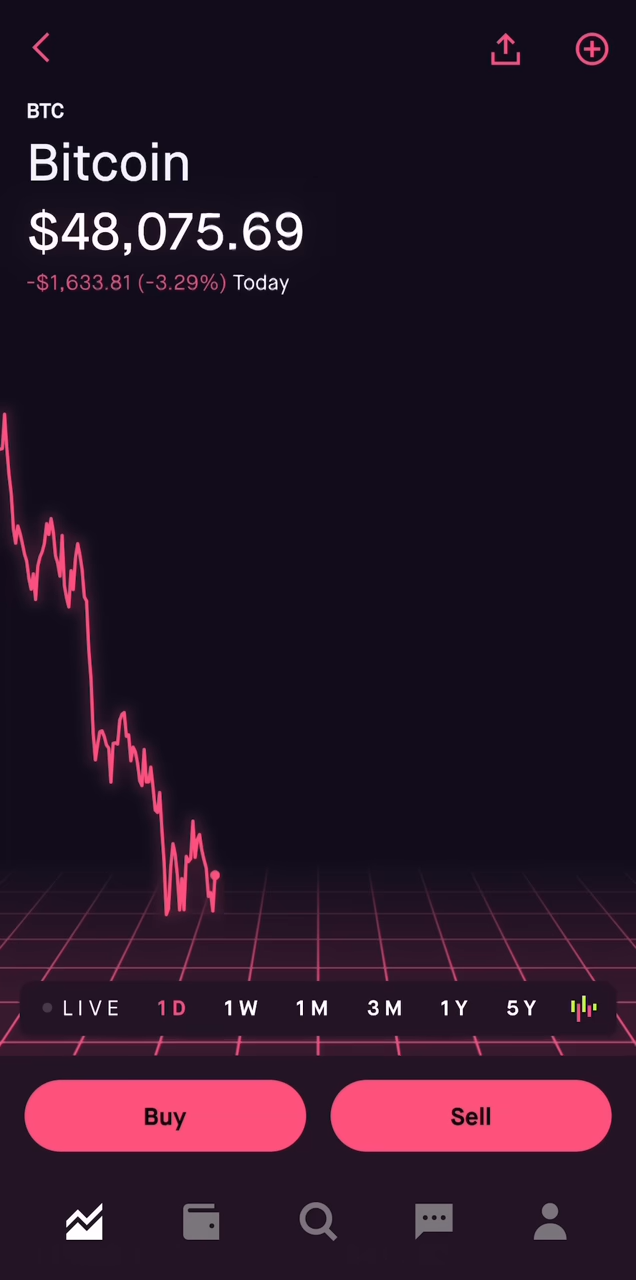 BTC
Bitcoin
$48,075.69
-$1,633.81 (-3.29%) Today
LIVE 1D 1W 1M 3M 1Y 5Y
Buy Sell